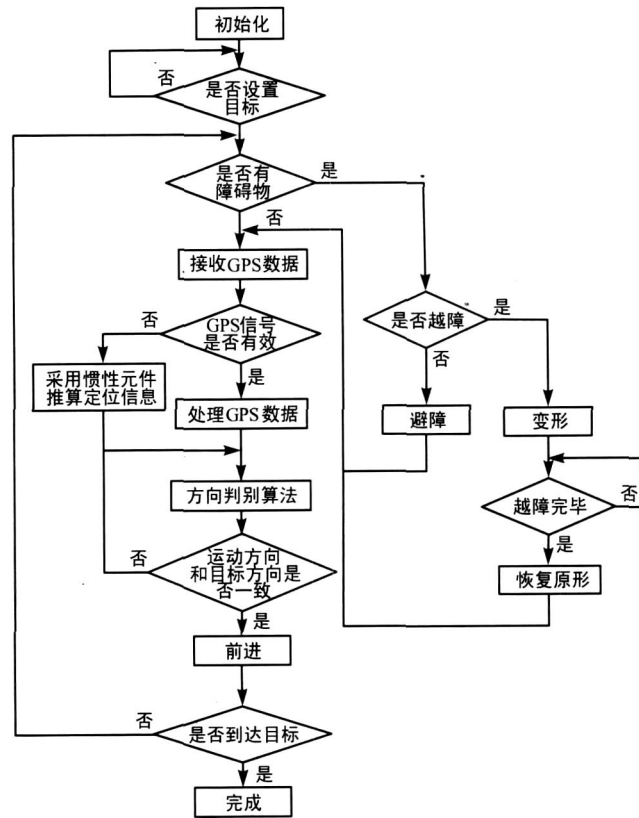 初始化
否
是否设置
目标
是否有
障碍物
是
否
接收GPS数据
GPS信号
是否有效
否
是否越障
是
采用惯性元件
推算定位信息
是
否
处理GPS数据
避障
变形
方向判别算法
越障完毕
否
运动方向
和目标方向是
否一致
否
是
恢复原形
是
前进
否
是否到达目标
是
完成